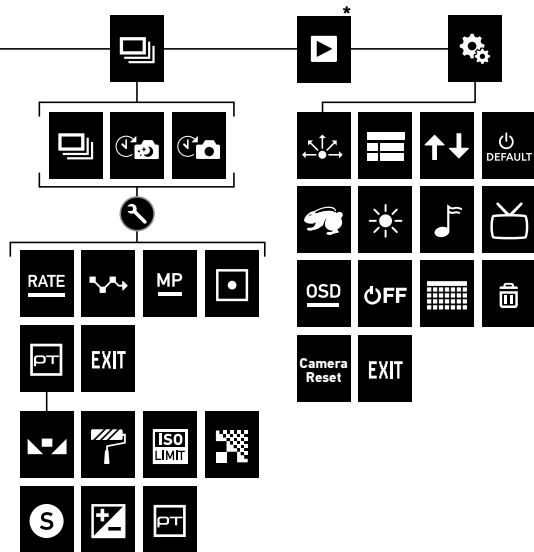 *
DEFAULT
RATE
MP
OSD
OFF
PT
EXIT
Camera
Reset
EXIT
ISO
LIMIT
S
PT